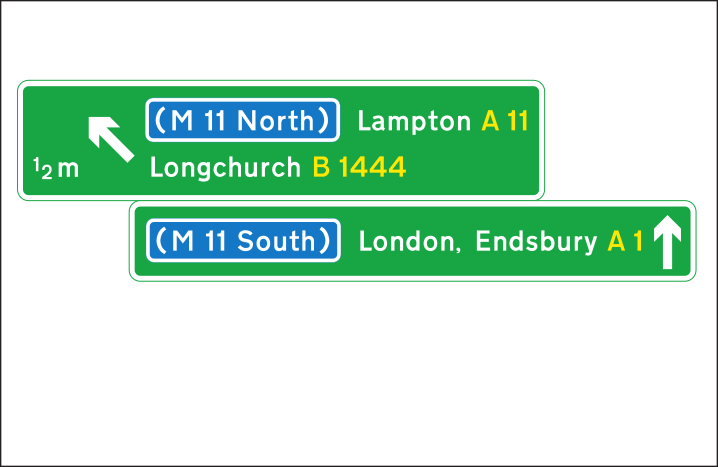 (M 11 North) Lampton A 11
½ m Longchurch B 1444
(M 11 South) London, Endsbury A 1